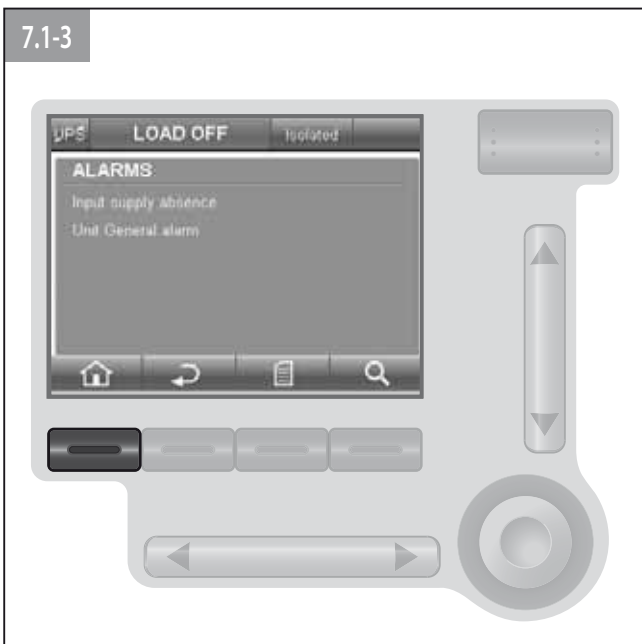 7.1-3
UPS LOAD OFF Isolated
ALARMS
Input supply absence
Unit General alarm